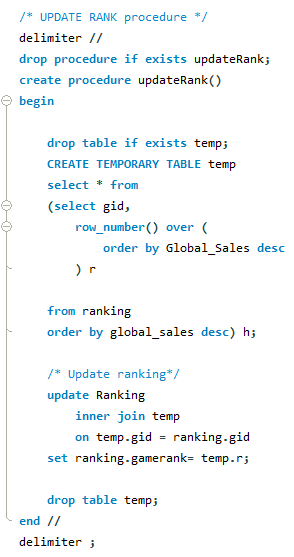 /* UPDATE RANK procedure */
delimiter //
drop procedure if exists updateRank;
create procedure updateRank()
begin
drop table if exists temp;
CREATE TEMPORARY TABLE temp
select * from
(select gid,
row_number() over (
order by Global_Sales desc
) r
from ranking
order by global_sales desc) h;
/* Update ranking*/
update Ranking
inner join temp
on temp.gid = ranking.gid
set ranking.gamerank= temp.r;
drop table temp;
end //
delimiter ;